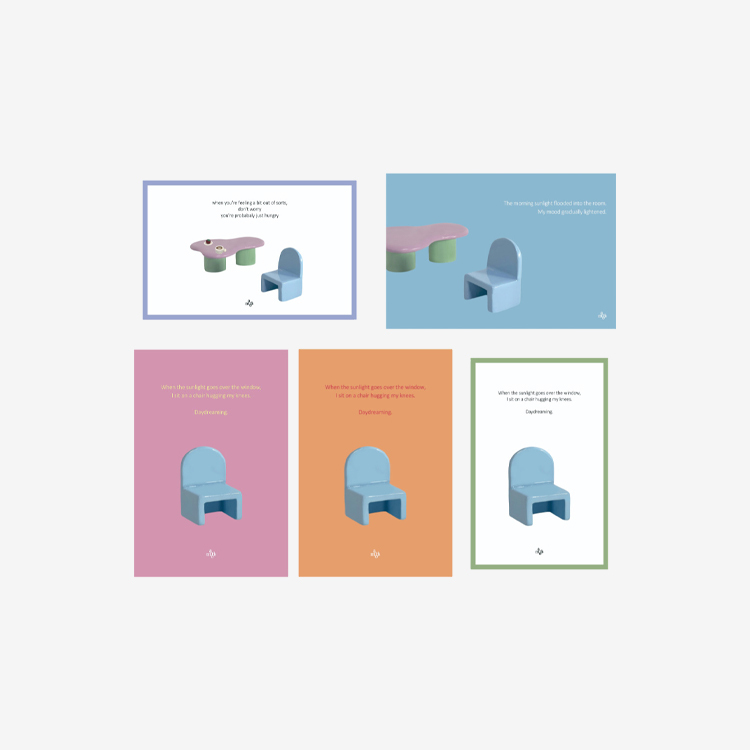 when you're feeling a bit out of sorts,
don't worry
you're probably just hungry
The morning sunlight flooded into the room.
My mood gradually lightened.
When the sunlight goes over the window,
I sit on a chair hugging my knees.
Daydreaming.
When the sunlight goes over the window,
I sit on a chair hugging my knees.
Daydreaming.
When the sunlight goes over the window,
I sit on a chair hugging my knees.
Daydreaming.